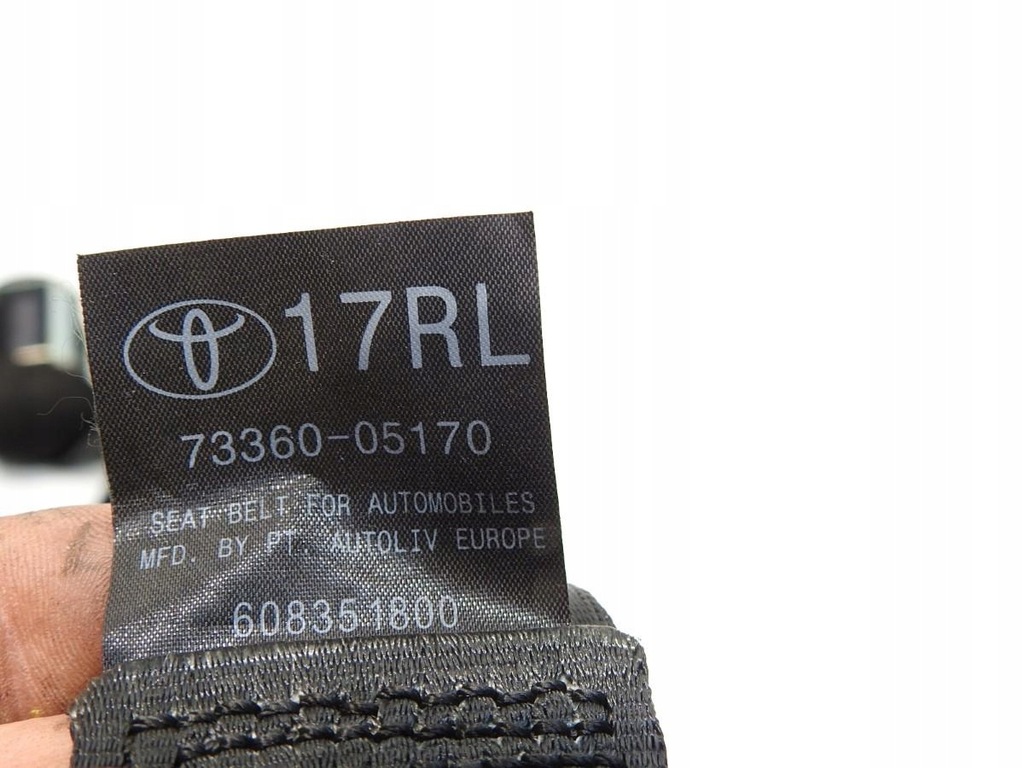 17RL
73360-05170
SEAT BELT FOR AUTOMOBILES
MFD. BY PT. AUTOLIV EUROPE
608351800